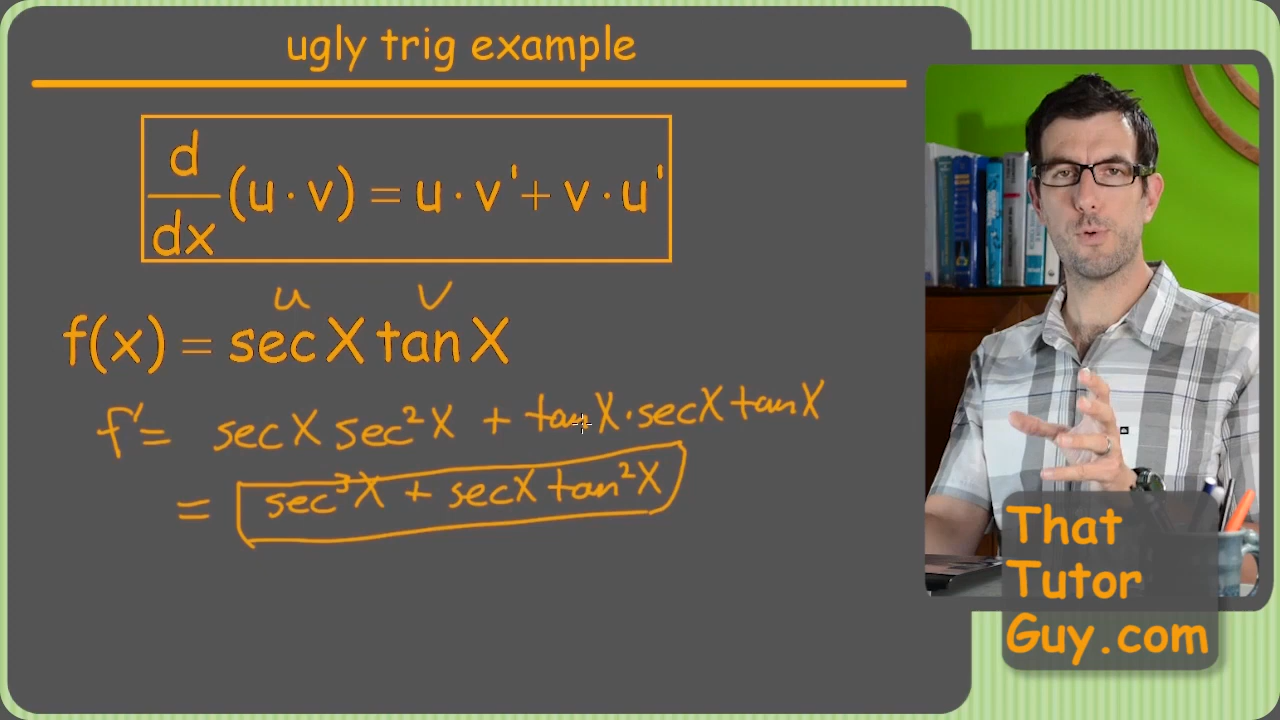 ugly trig example
d/dx (u · v) = u · v' + v · u'
u v
f(x) = sec X tan X
f' = sec X sec²X + tan X · sec X tan X
= sec³X + sec X tan²X
That
Tutor
Guy.com